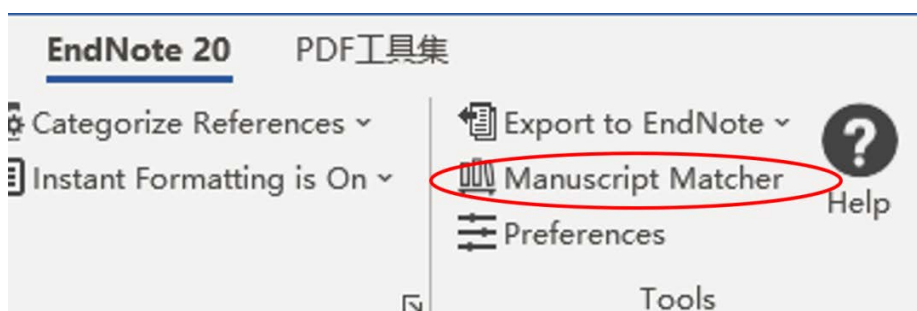 EndNote 20 PDF工具集
Categorize References Export to EndNote
Instant Formatting is On Manuscript Matcher Help
Preferences
Tools